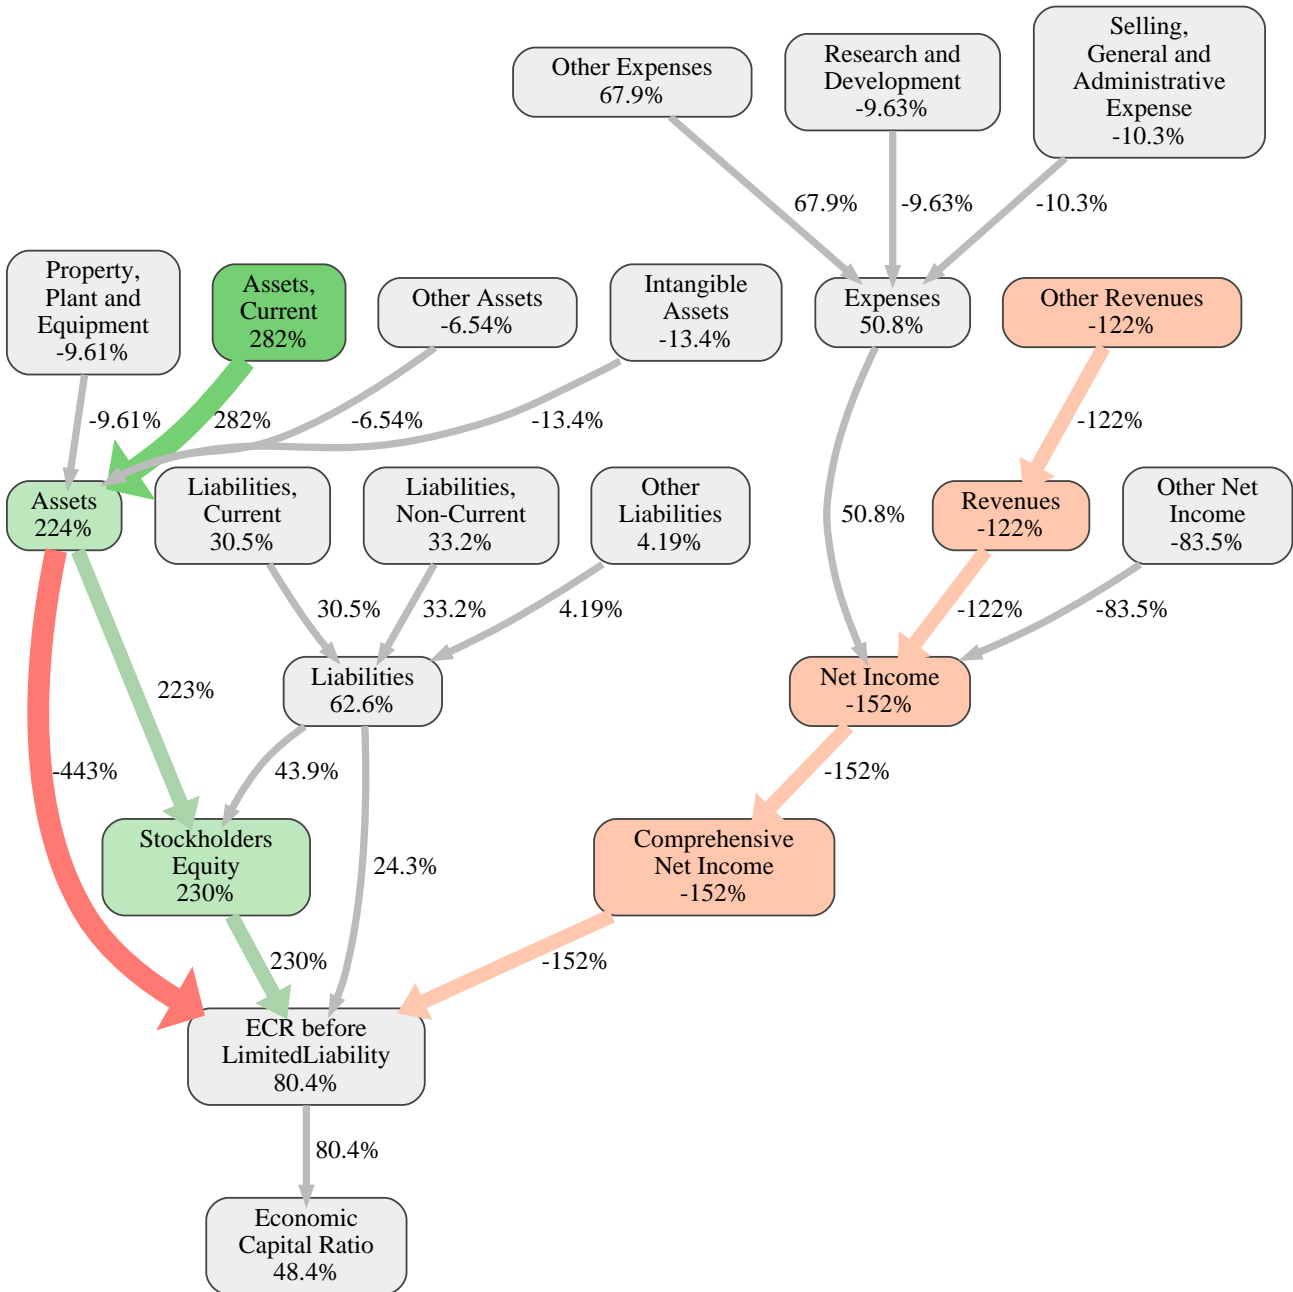 Selling,
General and
Administrative
Expense
-10.3%
Research and
Development
-9.63%
Other Expenses
67.9%
67.9%
-9.63%
-10.3%
Property,
Plant and
Equipment
-9.61%
Assets,
Current
282%
Other Assets
-6.54%
Intangible
Assets
-13.4%
Expenses
50.8%
Other Revenues
-122%
-9.61%
282%
-6.54%
-13.4%
-122%
Assets
224%
Liabilities,
Current
30.5%
Liabilities,
Non-Current
33.2%
Other
Liabilities
4.19%
50.8%
Revenues
-122%
Other Net
Income
-83.5%
30.5%
33.2%
4.19%
-122%
-83.5%
223%
Liabilities
62.6%
Net Income
-152%
-443%
43.9%
-152%
Stockholders
Equity
230%
24.3%
Comprehensive
Net Income
-152%
230%
-152%
ECR before
LimitedLiability
80.4%
80.4%
Economic
Capital Ratio
48.4%